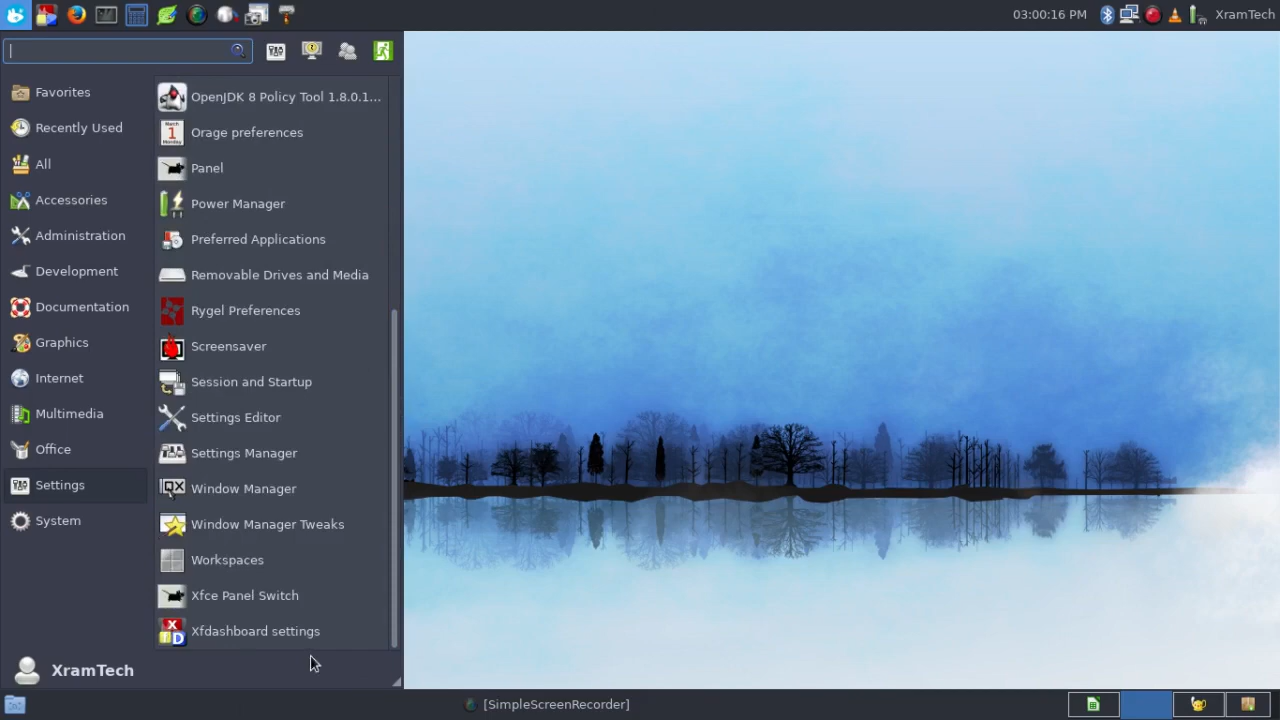 03:00:16 PM
XramTech
Favorites
Recently Used
All
Accessories
Administration
Development
Documentation
Graphics
Internet
Multimedia
Office
Settings
System
OpenJDK 8 Policy Tool 1.8.0.1...
March
1
Monday
Orage preferences
Panel
Power Manager
Preferred Applications
Removable Drives and Media
Rygel Preferences
Screensaver
Session and Startup
Settings Editor
Settings Manager
Window Manager
Window Manager Tweaks
Workspaces
Xfce Panel Switch
X
D
Xfdashboard settings
XramTech
[SimpleScreenRecorder]